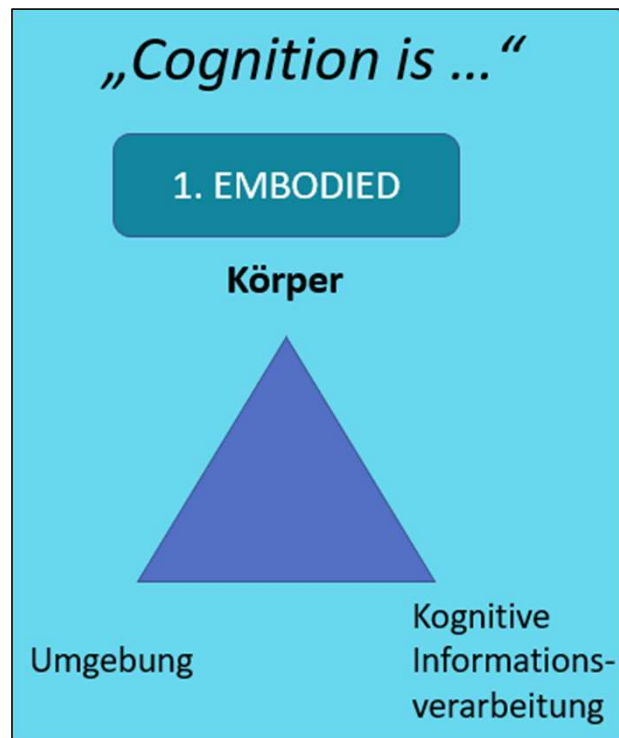 „Cognition is ...“
1. EMBODIED
Körper
Umgebung
Kognitive
Informations-
verarbeitung